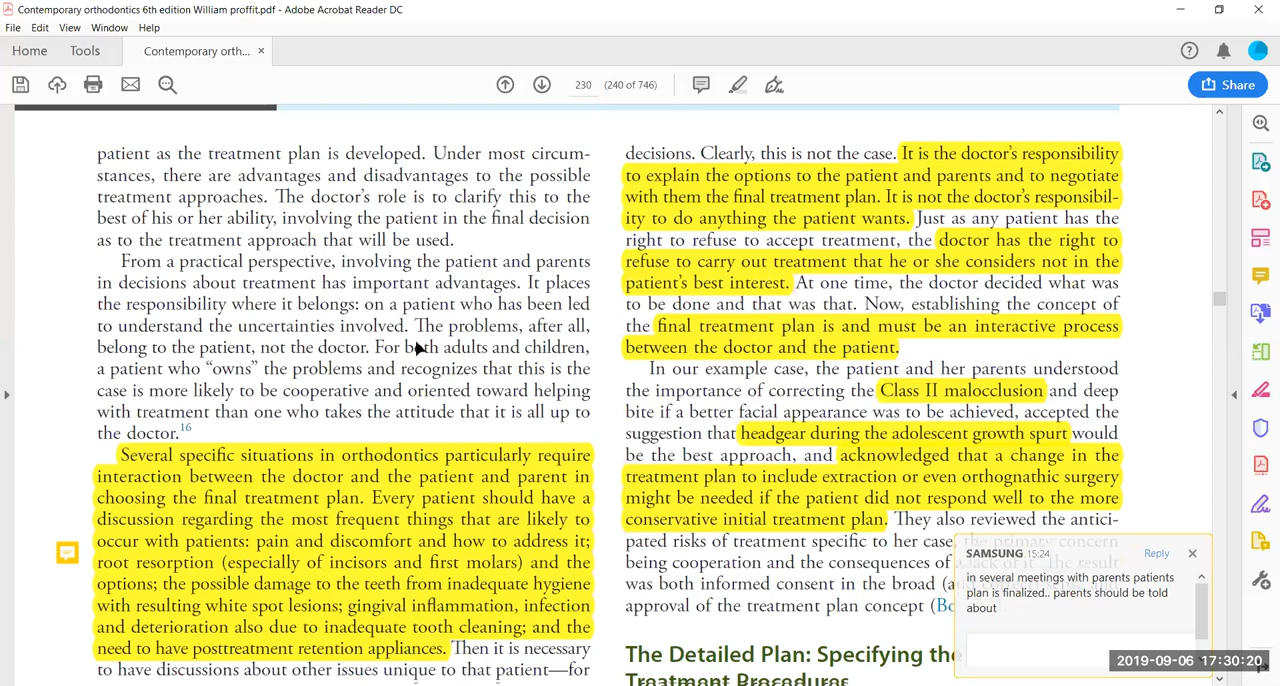 Contemporary orthodontics 6th edition William proffit.pdf - Adobe Acrobat Reader DC
File Edit View Window Help
Home Tools Contemporary orth... ×
230 (240 of 746) Share
patient as the treatment plan is developed. Under most circum-
stances, there are advantages and disadvantages to the possible
treatment approaches. The doctor's role is to clarify this to the
best of his or her ability, involving the patient in the final decision
as to the treatment approach that will be used.
From a practical perspective, involving the patient and parents
in decisions about treatment has important advantages. It places
the responsibility where it belongs: on a patient who has been led
to understand the uncertainties involved. The problems, after all,
belong to the patient, not the doctor. For both adults and children,
a patient who “owns” the problems and recognizes that this is the
case is more likely to be cooperative and oriented toward helping
with treatment than one who takes the attitude that it is all up to
the doctor.16
Several specific situations in orthodontics particularly require
interaction between the doctor and the patient and parent in
choosing the final treatment plan. Every patient should have a
discussion regarding the most frequent things that are likely to
occur with patients: pain and discomfort and how to address it;
root resorption (especially of incisors and first molars) and the
options; the possible damage to the teeth from inadequate hygiene
with resulting white spot lesions; gingival inflammation, infection
and deterioration also due to inadequate tooth cleaning; and the
need to have posttreatment retention appliances. Then it is necessary
to have discussions about other issues unique to that patient—for
decisions. Clearly, this is not the case. It is the doctor's responsibility
to explain the options to the patient and parents and to negotiate
with them the final treatment plan. It is not the doctor's responsibil-
ity to do anything the patient wants. Just as any patient has the
right to refuse to accept treatment, the doctor has the right to
refuse to carry out treatment that he or she considers not in the
patient's best interest. At one time, the doctor decided what was
to be done and that was that. Now, establishing the concept of
the final treatment plan is and must be an interactive process
between the doctor and the patient.
In our example case, the patient and her parents understood
the importance of correcting the Class II malocclusion and deep
bite if a better facial appearance was to be achieved, accepted the
suggestion that headgear during the adolescent growth spurt would
be the best approach, and acknowledged that a change in the
treatment plan to include extraction or even orthognathic surgery
might be needed if the patient did not respond well to the more
conservative initial treatment plan. They also reviewed the antici-
pated risks of treatment specific to her case, the primary concern
being cooperation and the consequences of a lack of it. The result
was both informed consent in the broad
approval of the treatment plan concept
The Detailed Plan: Specifying the
Treatment Procedures
SAMSUNG 15:24 Reply
in several meetings with parents patients
plan is finalized.. parents should be told
about
2019-09-06 17:30:20